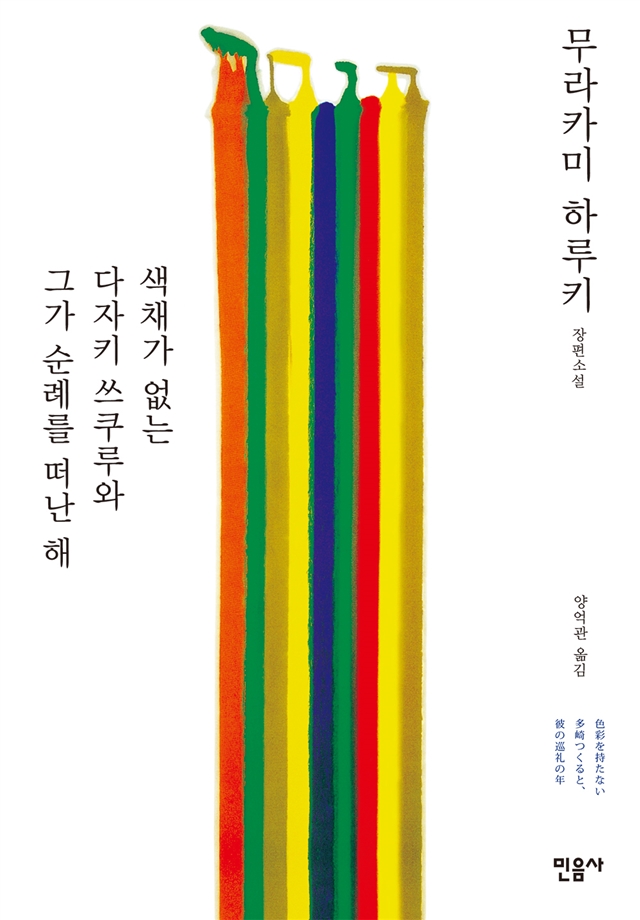 무라카미 하루키
장편소설
색채가 없는
다자키 쓰쿠루와
그가 순례를 떠난 해
양억관 옮김
色彩を持たない
多崎つくると、
彼の巡礼の年
민음사